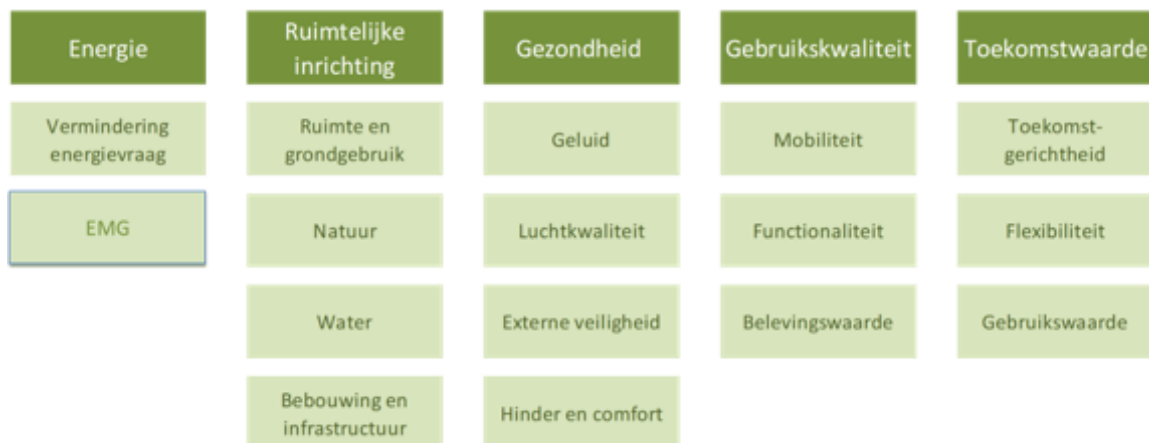 Energie
Ruimtelijke
inrichting
Gezondheid
Gebruikskwaliteit
Toekomstwaarde
Vermindering
energievraag
Ruimte en
grondgebruik
Geluid
Mobiliteit
Toekomst-
gerichtheid
EMG
Natuur
Luchtkwaliteit
Functionaliteit
Flexibiliteit
Water
Externe veiligheid
Belevingswaarde
Gebruikswaarde
Bebouwing en
infrastructuur
Hinder en comfort